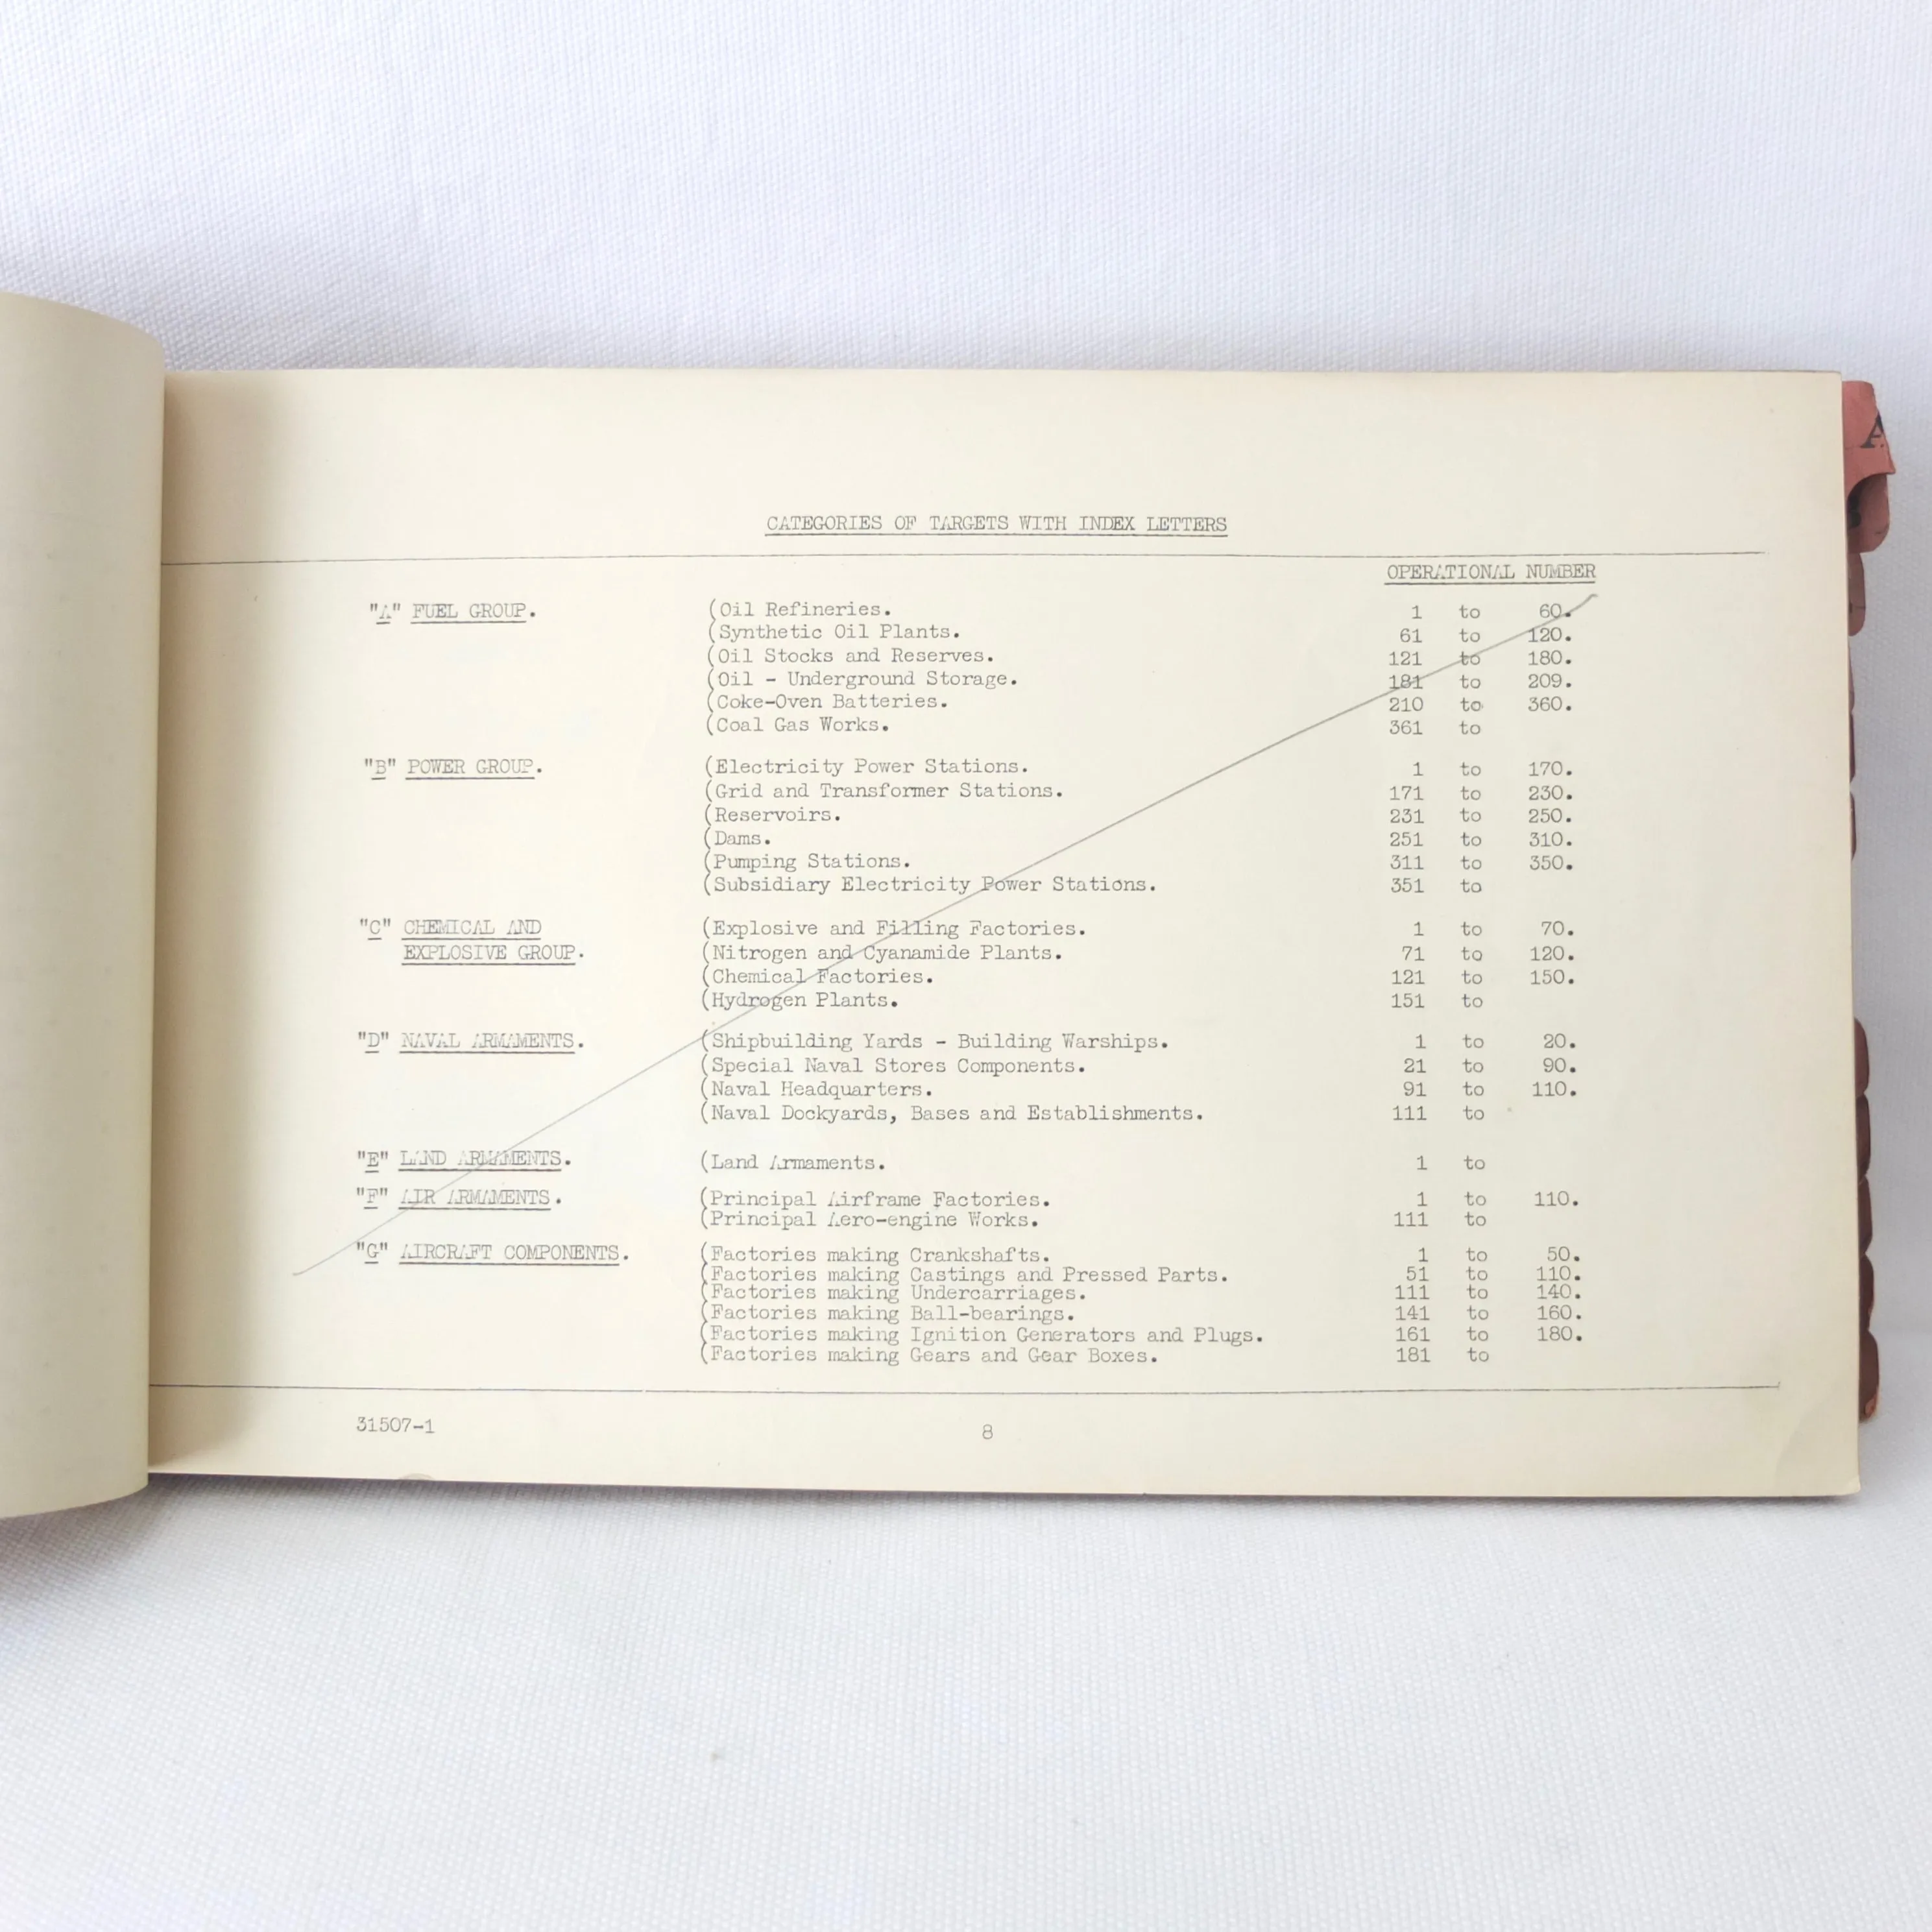 CATEGORIES OF TARGETS WITH INDEX LETTERS
OPERATIONAL NUMBER
"A" FUEL GROUP. (Oil Refineries. 1 to 60.
(Synthetic Oil Plants. 61 to 120.
(Oil Stocks and Reserves. 121 to 180.
(Oil - Underground Storage. 181 to 209.
(Coke-Oven Batteries. 210 to 360.
(Coal Gas Works. 361 to
"B" POWER GROUP. (Electricity Power Stations. 1 to 170.
(Grid and Transformer Stations. 171 to 230.
(Reservoirs. 231 to 250.
(Dams. 251 to 310.
(Pumping Stations. 311 to 350.
(Subsidiary Electricity Power Stations. 351 to
"C" CHEMICAL AND (Explosive and Filling Factories. 1 to 70.
EXPLOSIVE GROUP. (Nitrogen and Cyanamide Plants. 71 to 120.
(Chemical Factories. 121 to 150.
(Hydrogen Plants. 151 to
"D" NAVAL ARMAMENTS. (Shipbuilding Yards - Building Warships. 1 to 20.
(Special Naval Stores Components. 21 to 90.
(Naval Headquarters. 91 to 110.
(Naval Dockyards, Bases and Establishments. 111 to
"E" LAND ARMAMENTS. (Land Armaments. 1 to
"F" AIR ARMAMENTS. (Principal Airframe Factories. 1 to 110.
(Principal Aero-engine Works. 111 to
"G" AIRCRAFT COMPONENTS. (Factories making Crankshafts. 1 to 50.
(Factories making Castings and Pressed Parts. 51 to 110.
(Factories making Undercarriages. 111 to 140.
(Factories making Ball-bearings. 141 to 160.
(Factories making Ignition Generators and Plugs. 161 to 180.
(Factories making Gears and Gear Boxes. 181 to
31507-1
8
A